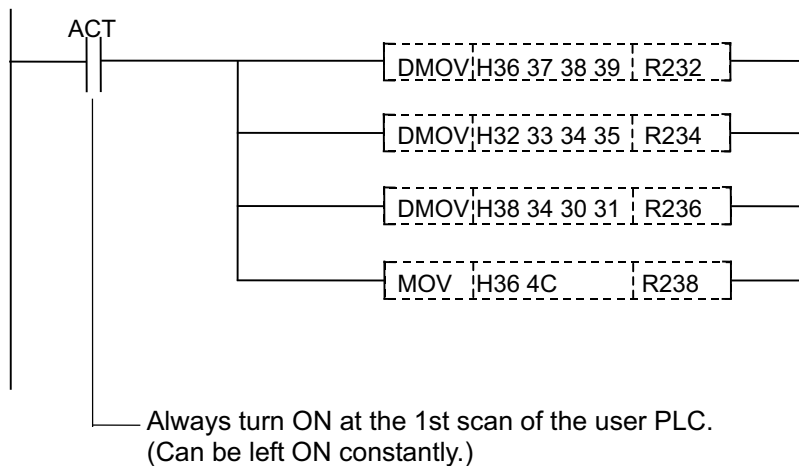 ACT
DMOV H36 37 38 39 R232
DMOV H32 33 34 35 R234
DMOV H38 34 30 31 R236
MOV H36 4C R238
Always turn ON at the 1st scan of the user PLC.
(Can be left ON constantly.)